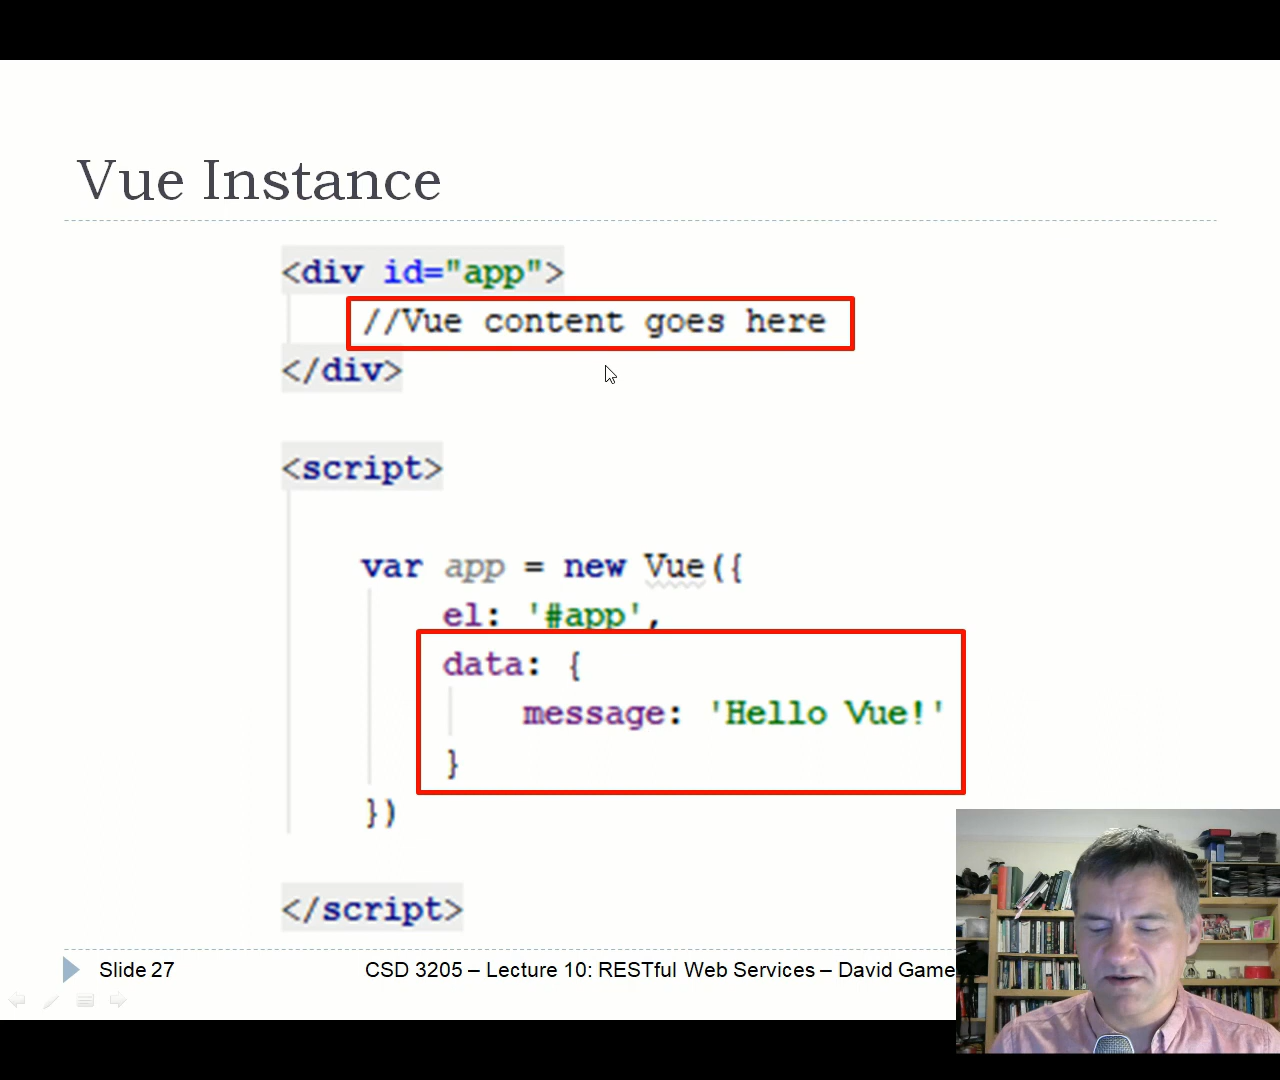 Vue Instance
<div id="app">
//Vue content goes here
</div>
<script>
var app = new Vue({
el: '#app',
data: {
message: 'Hello Vue!'
}
})
</script>
Slide 27
CSD 3205 – Lecture 10: RESTful Web Services – David Game